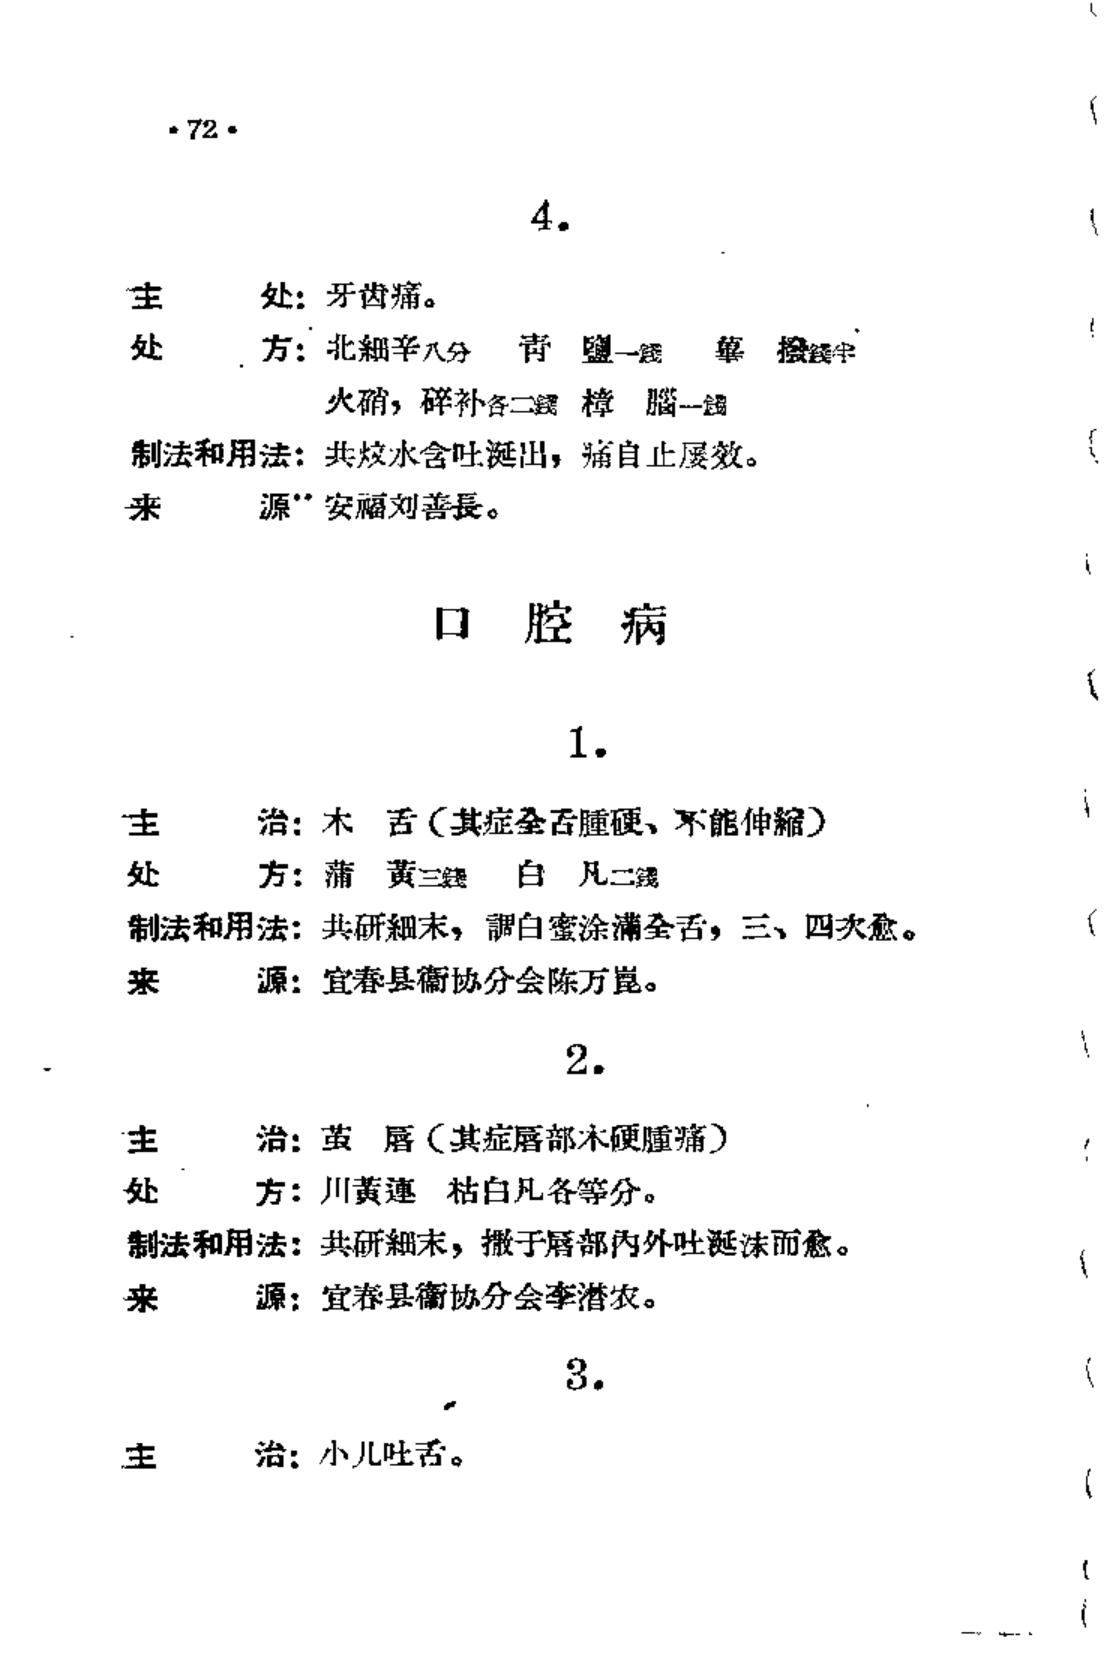 ·72·
4.
主 处：牙齿痛。
处 方：北細辛八分 青 鹽一錢 蓽 撥錢半
火硝，碎补各二錢 樟 腦一錢
制法和用法：共炆水含吐涎出，痛自止屡效。
来 源：安福刘善長。
口 腔 病
1.
主 治：木 舌（其症全舌腫硬、不能伸縮）
处 方：蒲 黃三錢 白 凡二錢
制法和用法：共研細末，調白蜜涂滿全舌，三、四次愈。
来 源：宜春县衞协分会陈万崑。
2.
主 治：茧 唇（其症唇部木硬腫痛）
处 方：川黃連 枯白凡各等分。
制法和用法：共研細末，撒于唇部內外吐涎沫而愈。
来 源：宜春县衞协分会李潛农。
3.
主 治：小儿吐舌。